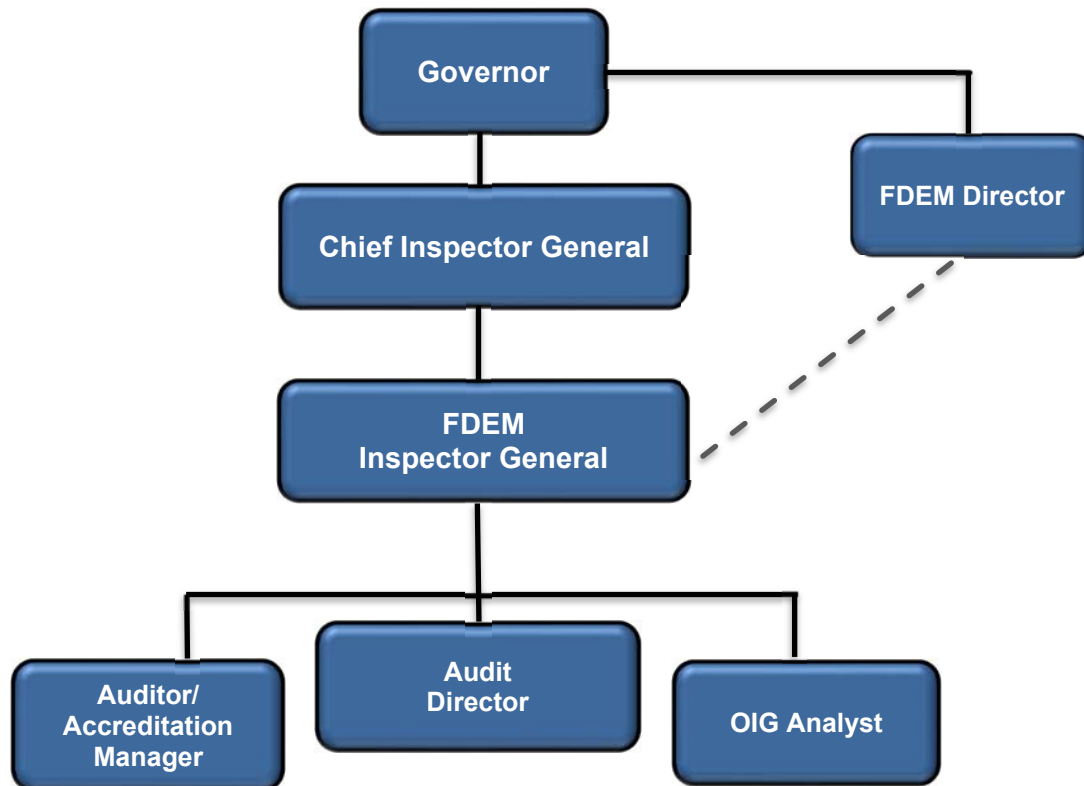 Governor
FDEM Director
Chief Inspector General
FDEM
Inspector General
Auditor/
Accreditation
Manager
Audit
Director
OIG Analyst